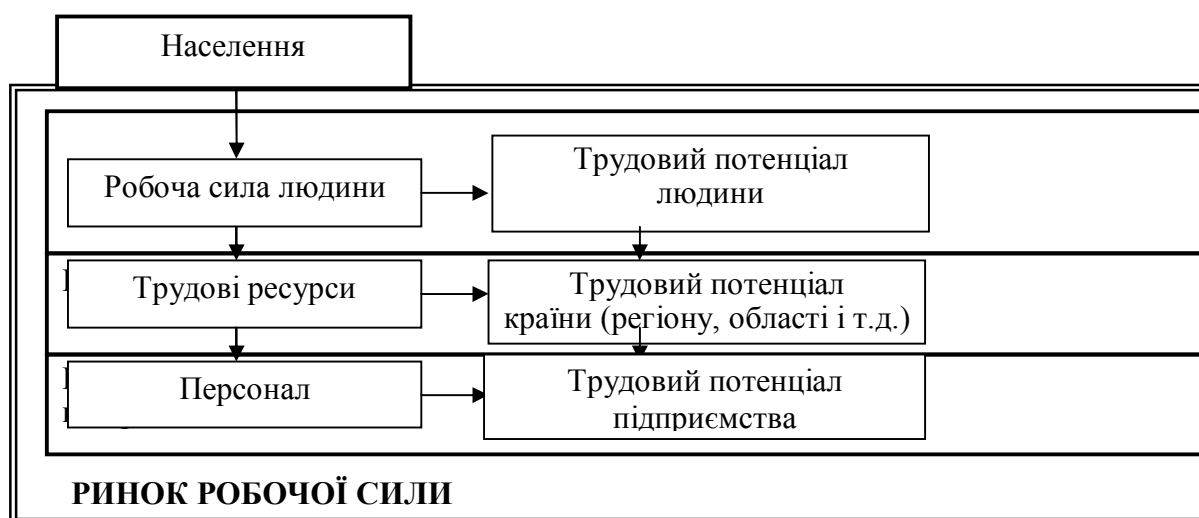 Населення
Робоча сила людини
Трудовий потенціал
людини
Трудові ресурси
Трудовий потенціал
країни (регіону, області і т.д.)
Персонал
Трудовий потенціал
підприємства
РИНОК РОБОЧОЇ СИЛИ